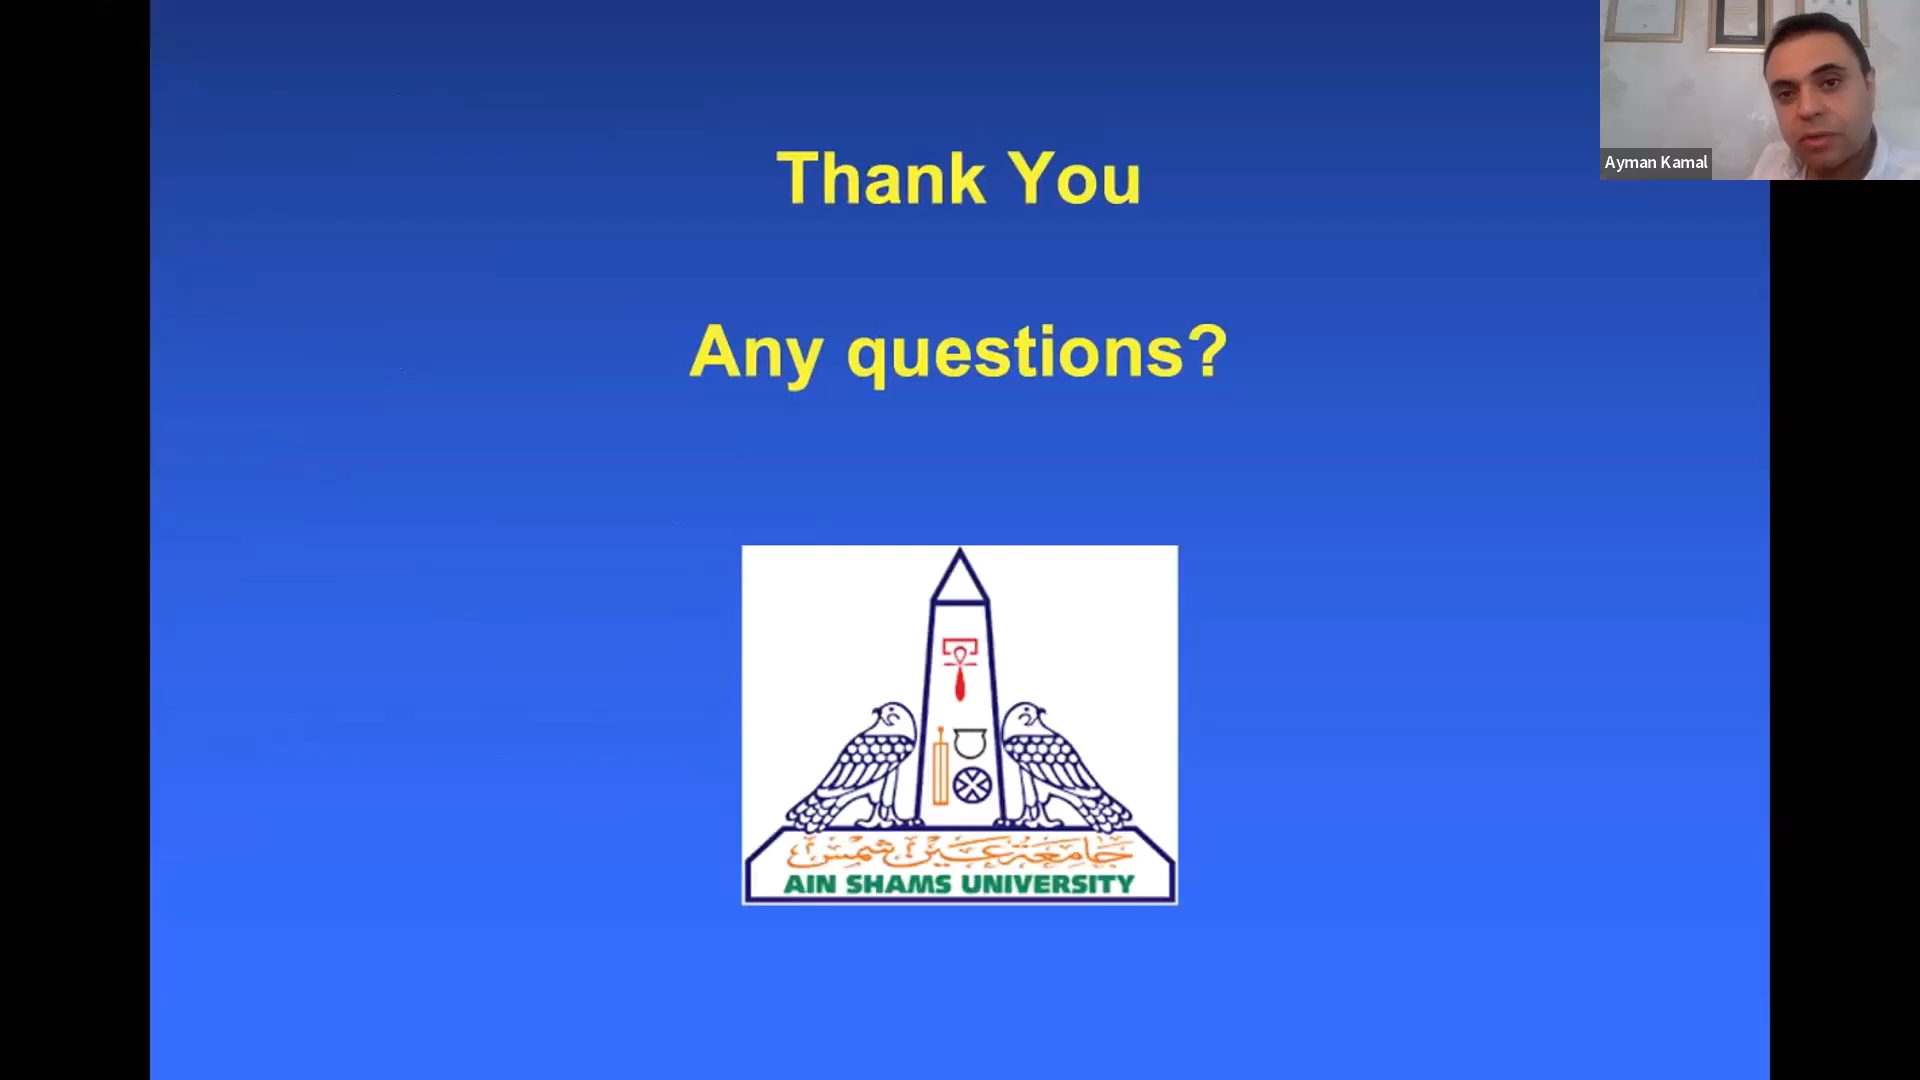 Thank You
Any questions?
جامعة عين شمس
AIN SHAMS UNIVERSITY
Ayman Kamal